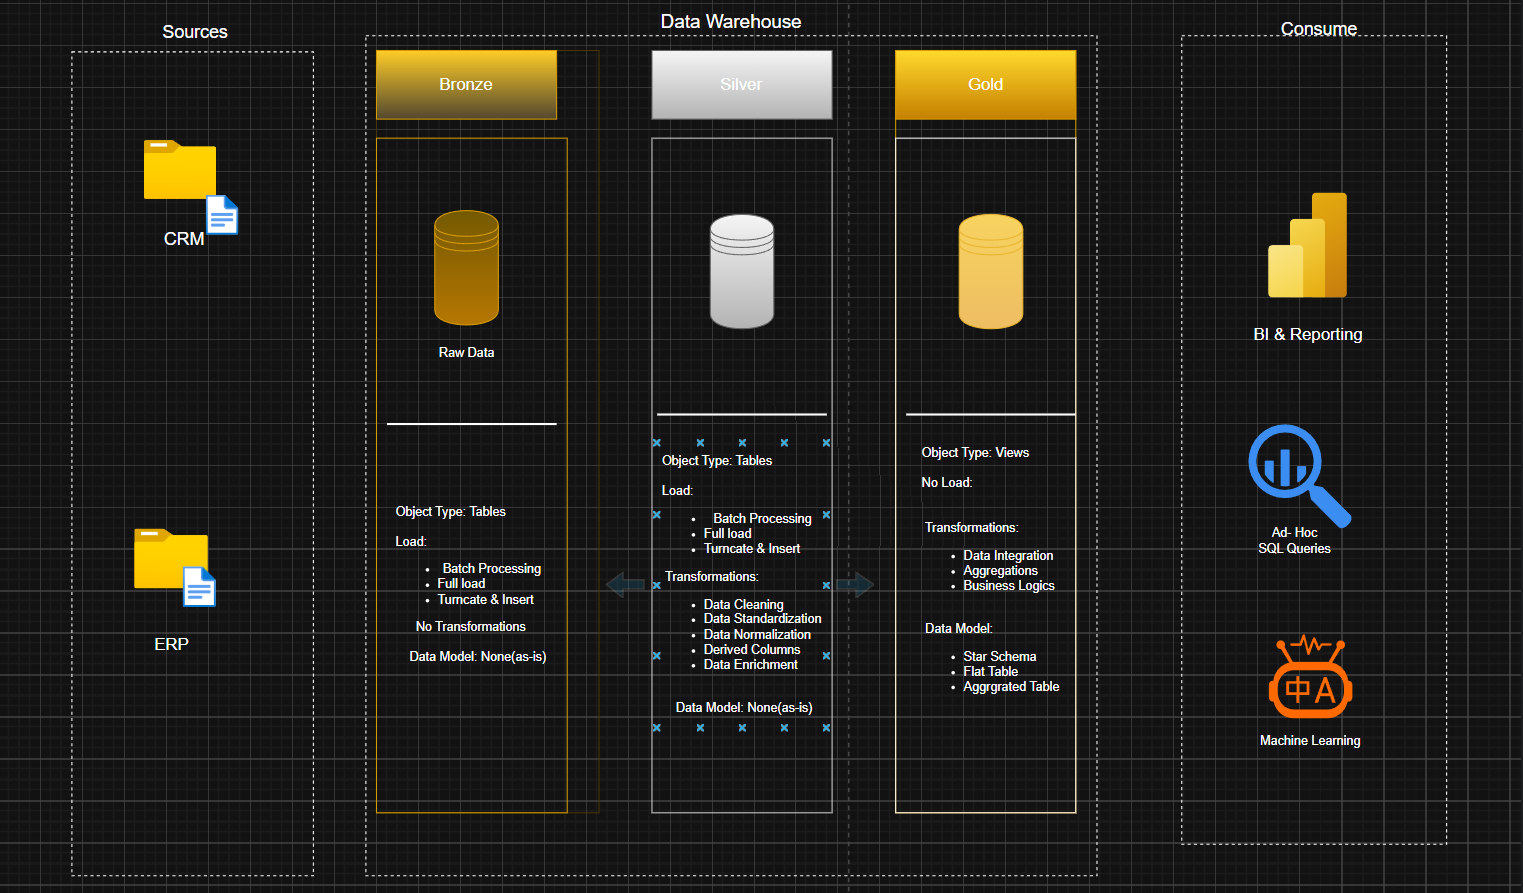 Sources
CRM
ERP
Data Warehouse
Bronze
Raw Data
Object Type: Tables
Load:
• Batch Processing
• Full load
• Turncate & Insert
No Transformations
Data Model: None(as-is)
Silver
Object Type: Tables
Load:
• Batch Processing
• Full load
• Turncate & Insert
Transformations:
• Data Cleaning
• Data Standardization
• Data Normalization
• Derived Columns
• Data Enrichment
Data Model: None(as-is)
Gold
Object Type: Views
No Load:
Transformations:
• Data Integration
• Aggregations
• Business Logics
Data Model:
• Star Schema
• Flat Table
• Aggrgrated Table
Consume
BI & Reporting
Ad- Hoc
SQL Queries
中A
Machine Learning